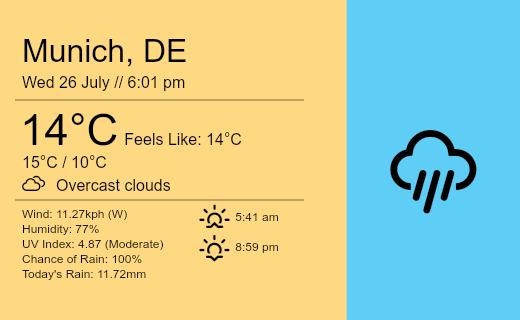 Munich, DE
Wed 26 July // 6:01 pm
14°C Feels Like: 14°C
15°C / 10°C
Overcast clouds
Wind: 11.27kph (W)
Humidity: 77%
UV Index: 4.87 (Moderate)
Chance of Rain: 100%
Today's Rain: 11.72mm
5:41 am
8:59 pm